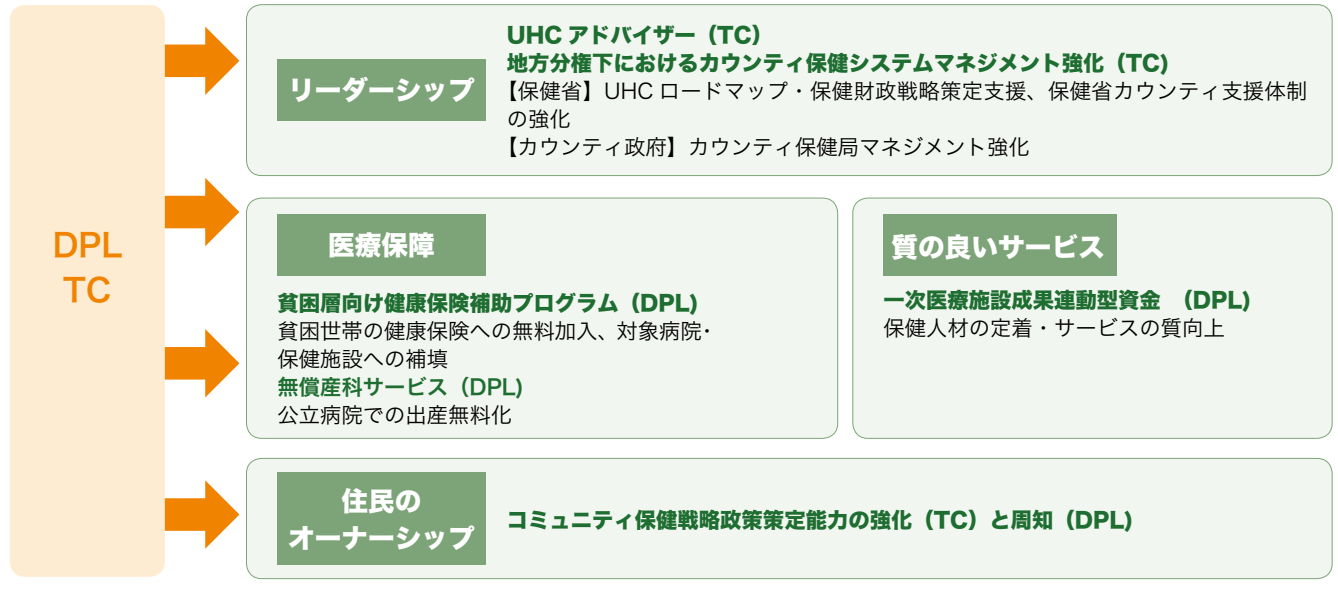 DPL
TC
リーダーシップ
UHC アドバイザー（TC）
地方分権下におけるカウンティ保健システムマネジメント強化（TC）
【保健省】UHC ロードマップ・保健財政戦略策定支援、保健省カウンティ支援体制
の強化
【カウンティ政府】カウンティ保健局マネジメント強化
医療保障
貧困層向け健康保険補助プログラム（DPL)
貧困世帯の健康保険への無料加入、対象病院・
保健施設への補填
無償産科サービス（DPL)
公立病院での出産無料化
質の良いサービス
一次医療施設成果連動型資金　（DPL)
保健人材の定着・サービスの質向上
住民の
オーナーシップ
コミュニティ保健戦略政策策定能力の強化（TC）と周知（DPL)